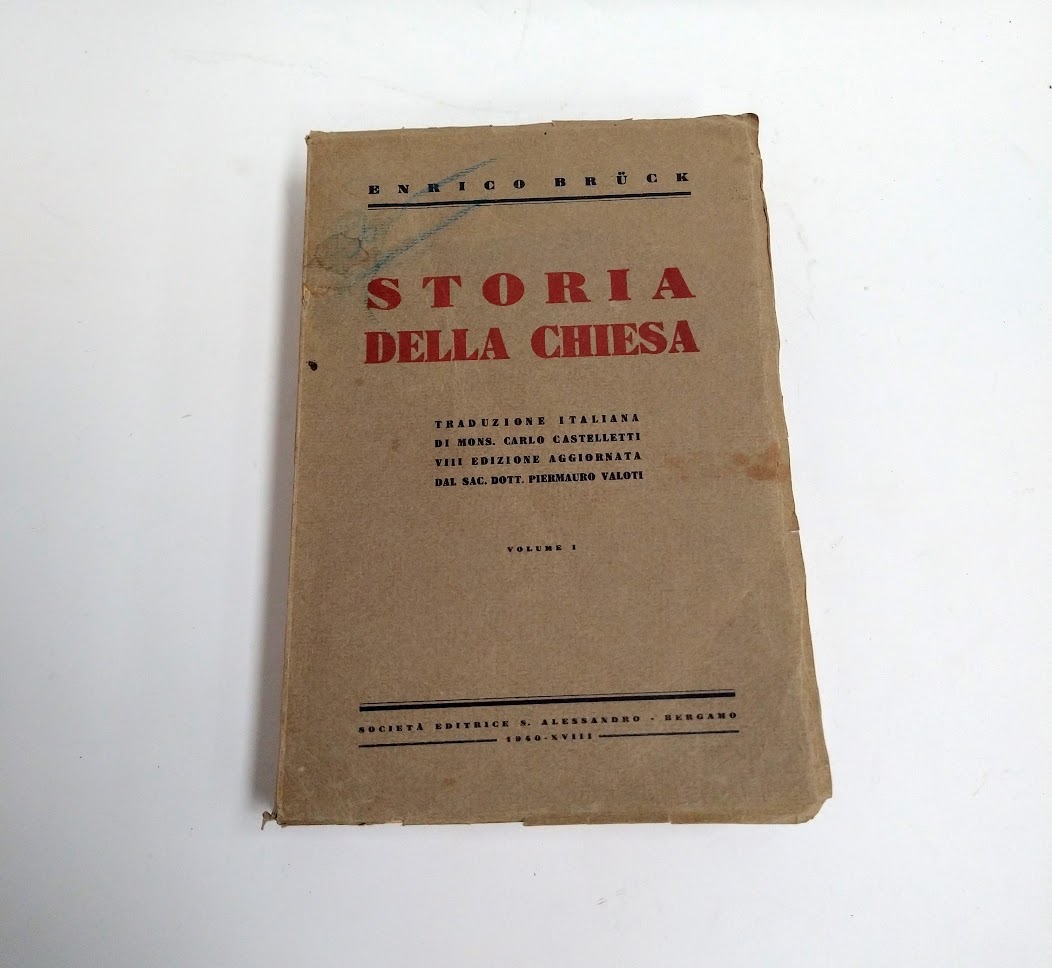 ENRICO BRÜCK
STORIA
DELLA CHIESA
TRADUZIONE ITALIANA
DI MONS. CARLO CASTELLETTI
VIII EDIZIONE AGGIORNATA
DAL SAC. DOTT. PIERMAURO VALOTI
VOLUME I
SOCIETÀ EDITRICE S. ALESSANDRO - BERGAMO
1940-XVIII